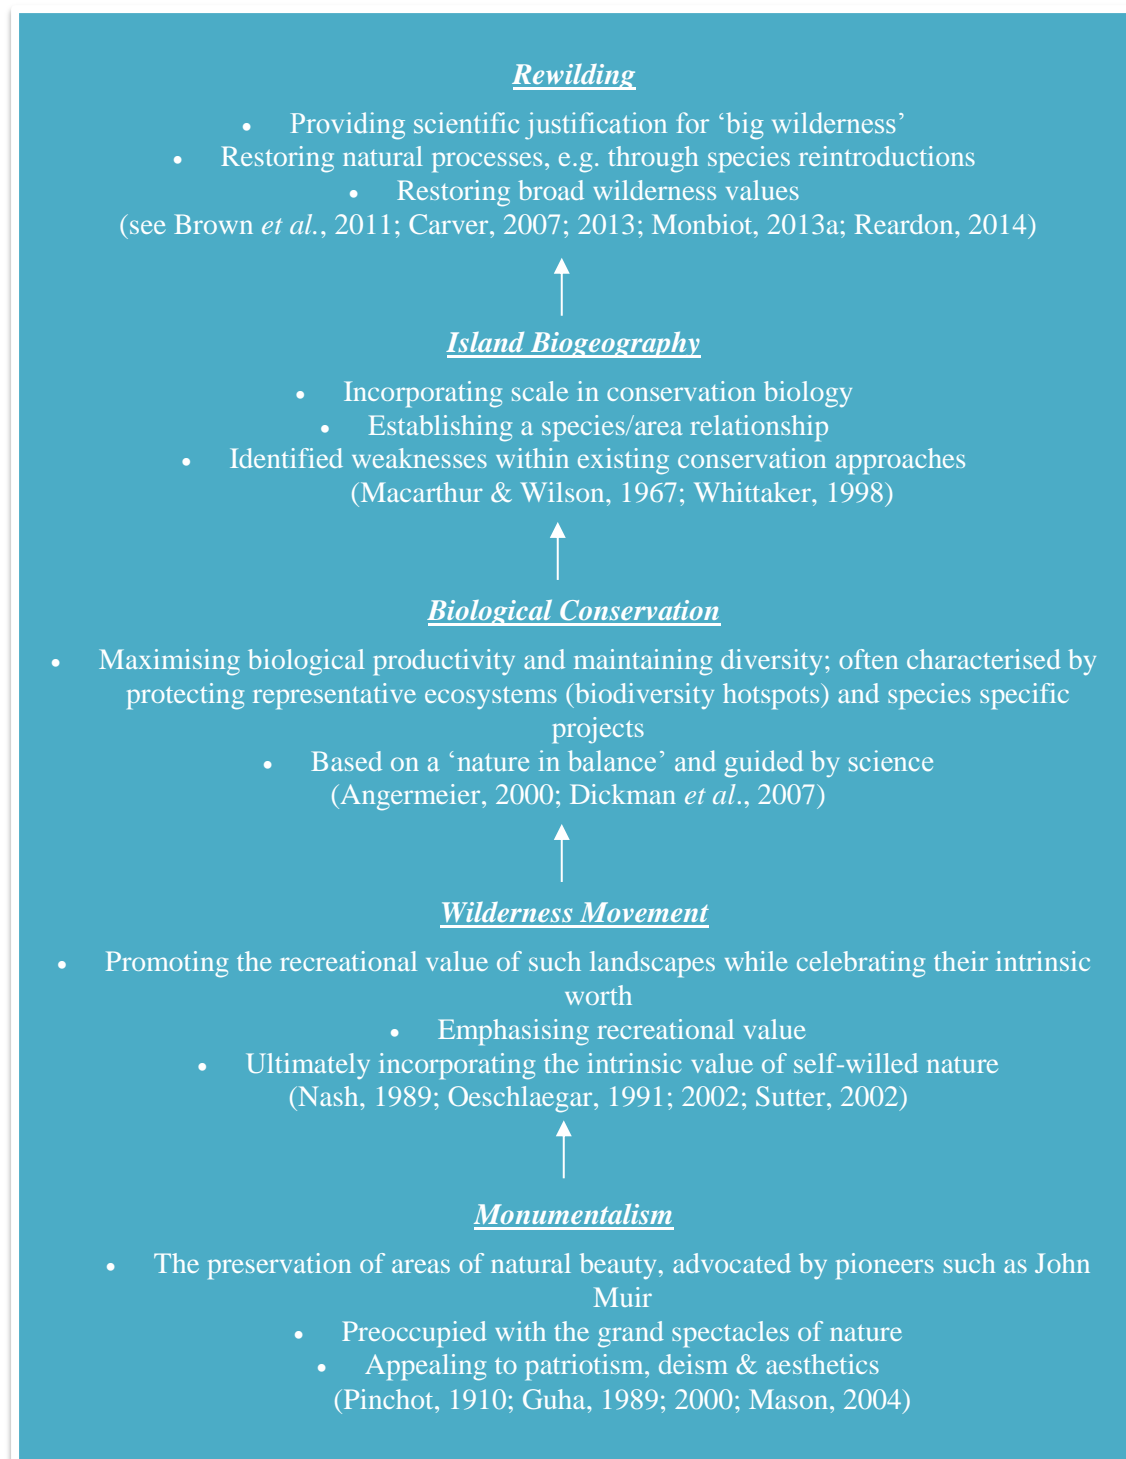 Rewilding
• Providing scientific justification for ‘big wilderness’
• Restoring natural processes, e.g. through species reintroductions
• Restoring broad wilderness values
(see Brown et al., 2011; Carver, 2007; 2013; Monbiot, 2013a; Reardon, 2014)
Island Biogeography
• Incorporating scale in conservation biology
• Establishing a species/area relationship
• Identified weaknesses within existing conservation approaches
(Macarthur & Wilson, 1967; Whittaker, 1998)
Biological Conservation
• Maximising biological productivity and maintaining diversity; often characterised by
protecting representative ecosystems (biodiversity hotspots) and species specific
projects
• Based on a ‘nature in balance’ and guided by science
(Angermeier, 2000; Dickman et al., 2007)
Wilderness Movement
• Promoting the recreational value of such landscapes while celebrating their intrinsic
worth
• Emphasising recreational value
• Ultimately incorporating the intrinsic value of self-willed nature
(Nash, 1989; Oeschlaegar, 1991; 2002; Sutter, 2002)
Monumentalism
• The preservation of areas of natural beauty, advocated by pioneers such as John
Muir
• Preoccupied with the grand spectacles of nature
• Appealing to patriotism, deism & aesthetics
(Pinchot, 1910; Guha, 1989; 2000; Mason, 2004)